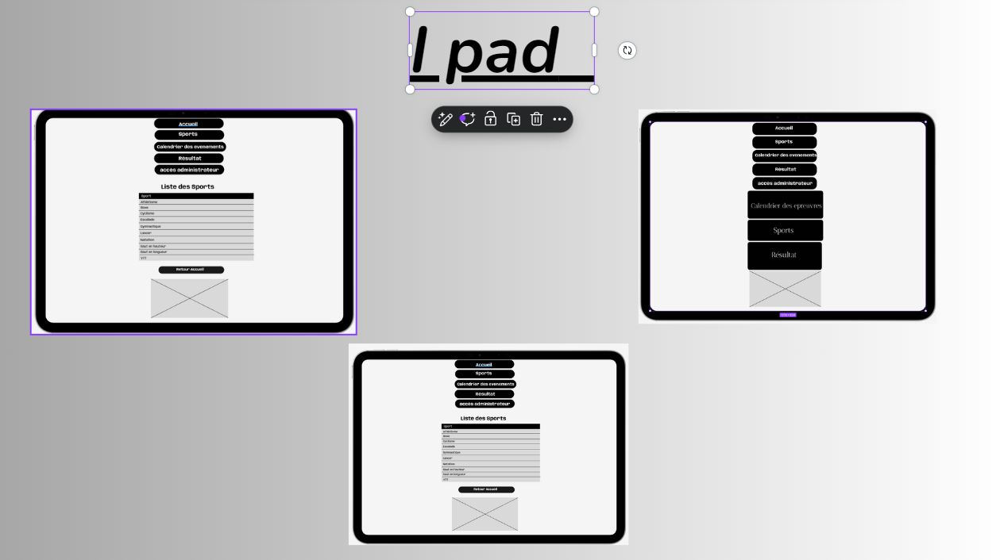 I pad
Accueil
Sports
Calendrier des evenements
Résultat
accès administrateur
Liste des Sports
Sport
Athlétisme
Boxe
Cyclisme
Escalade
Gymnastique
Lancer
Natation
Saut en hauteur
Saut en longueur
VTT
Retour Accueil
Accueil
Sports
Calendrier des evenements
Résultat
accès administrateur
Calendrier des epreuvres
Sports
Résultat
Accueil
Sports
Calendrier des evenements
Résultat
accès administrateur
Liste des Sports
Sport
Athlétisme
Boxe
Cyclisme
Escalade
Gymnastique
Lancer
Natation
Saut en hauteur
Saut en longueur
VTT
Retour Accueil